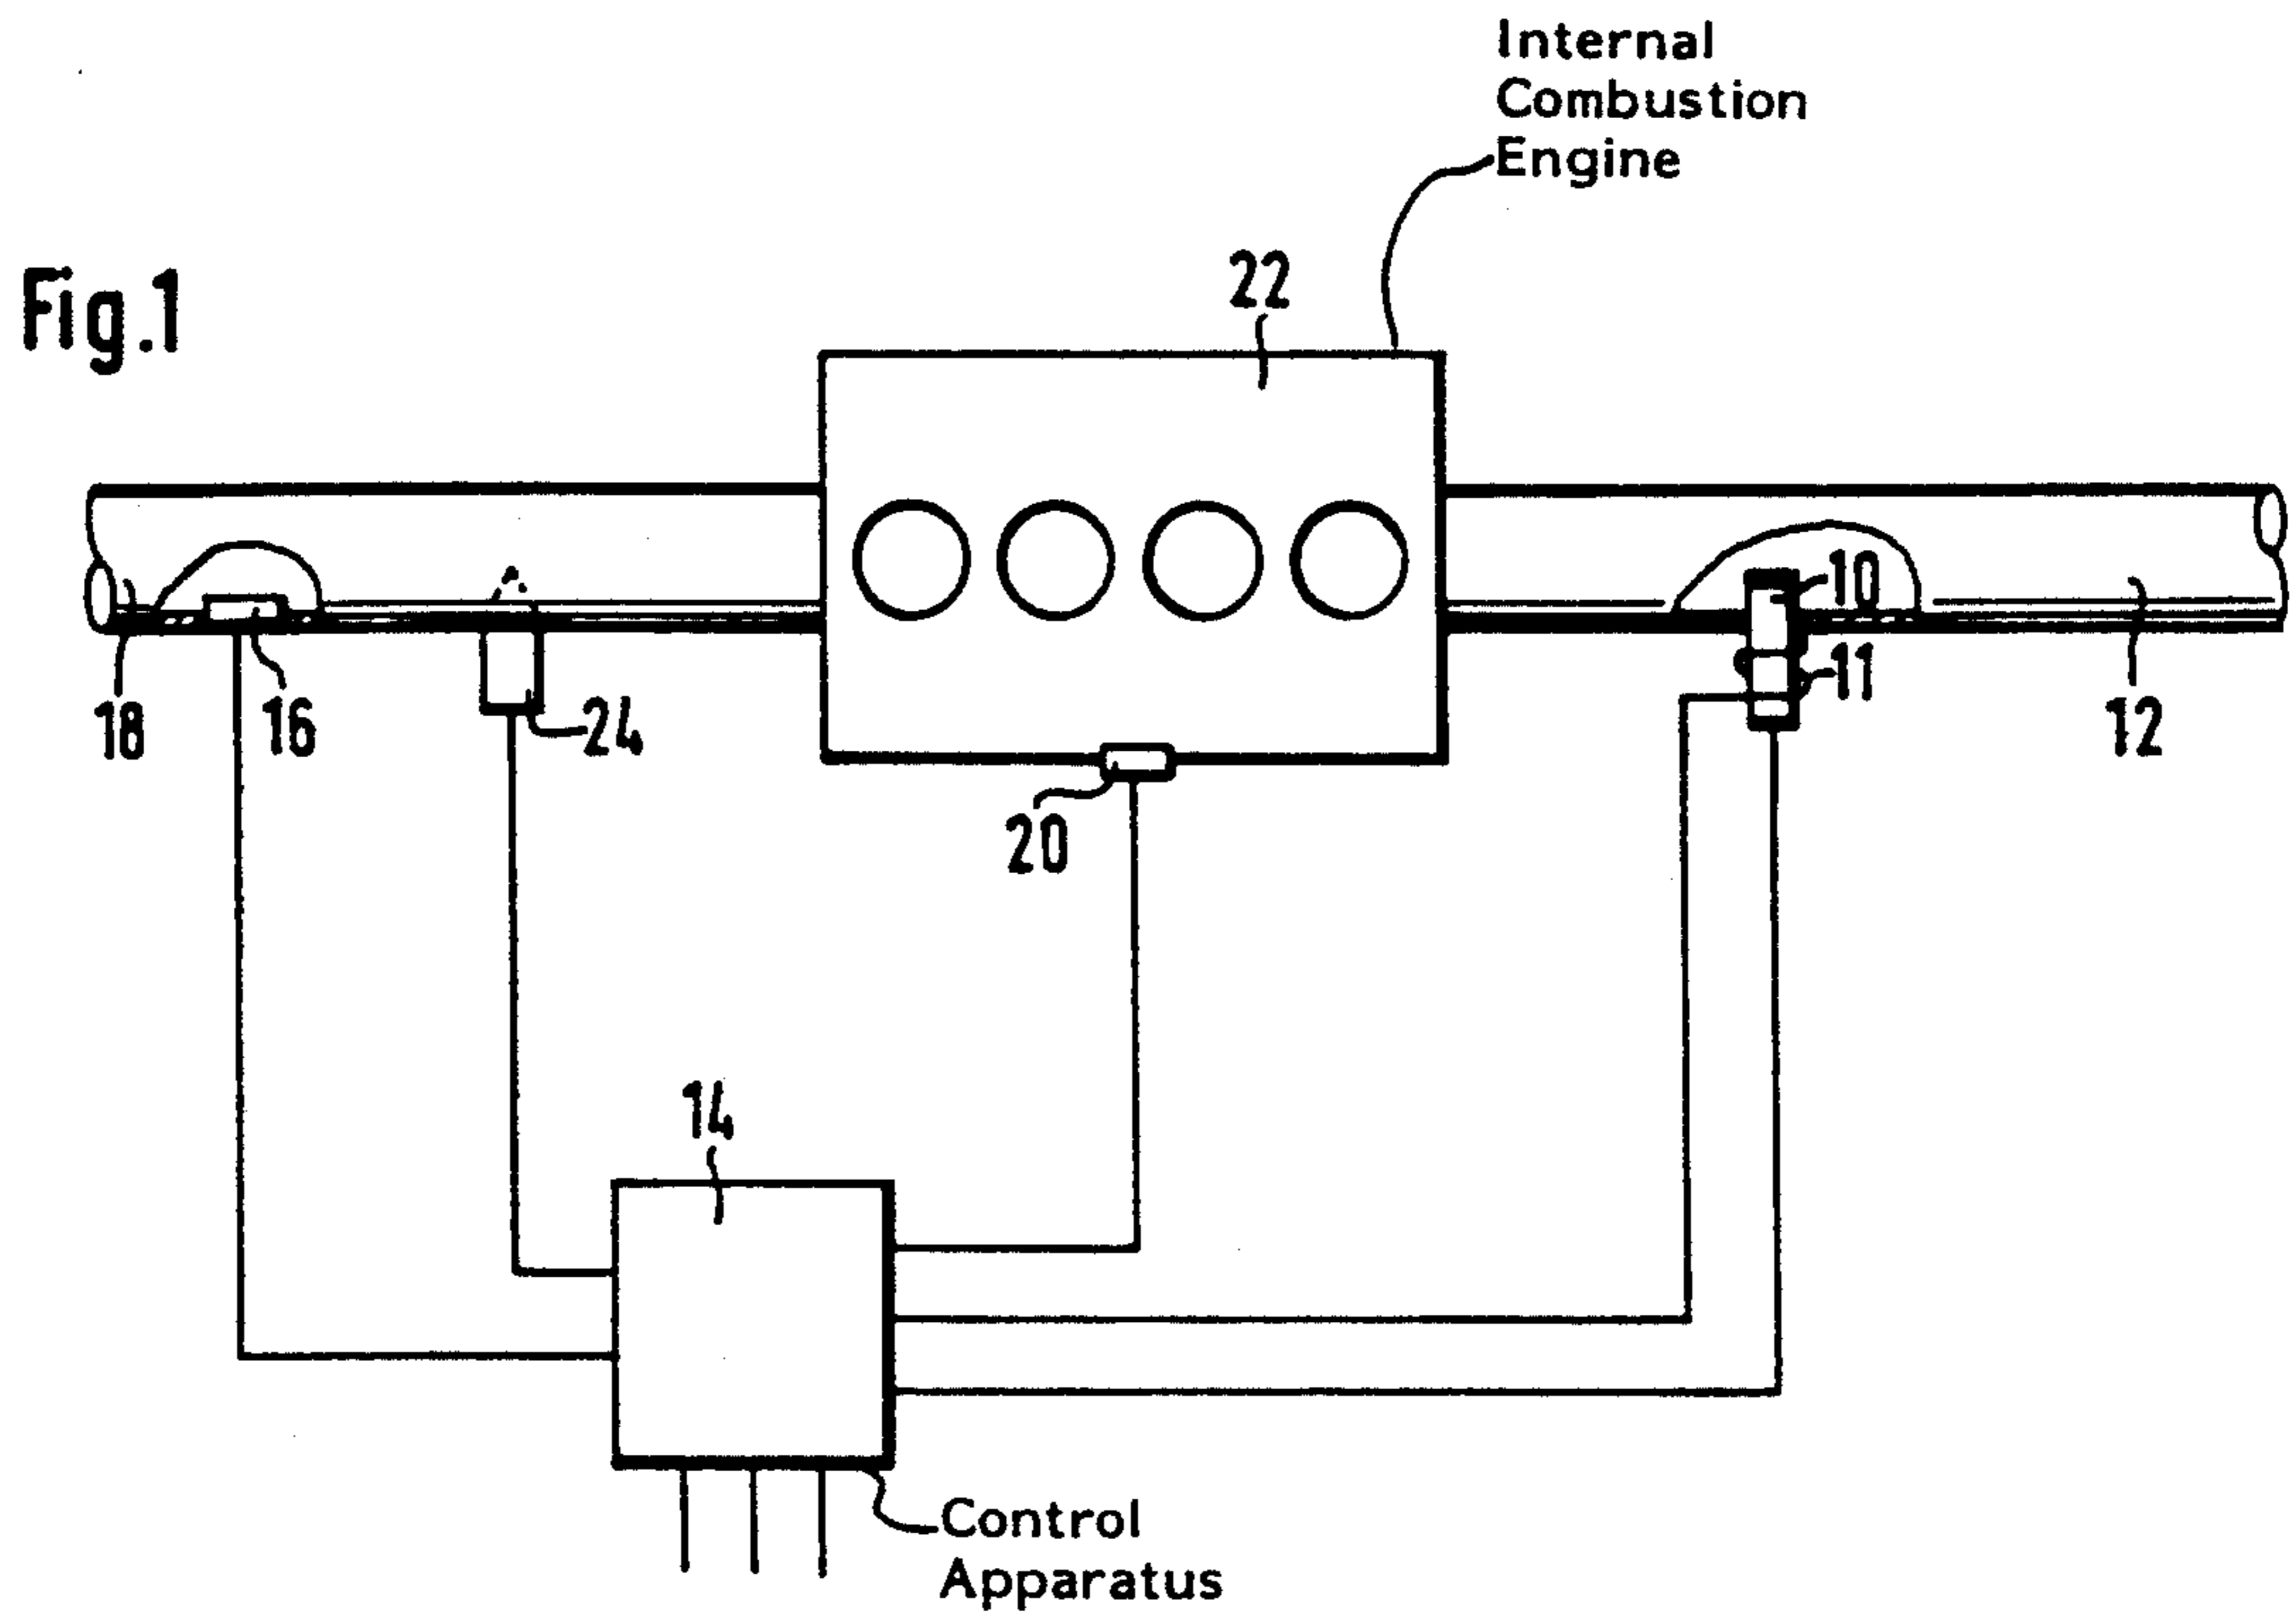 Internal
Combustion
Engine
Fig.1
22
10
11
18
16
24
12
20
14
Control
Apparatus